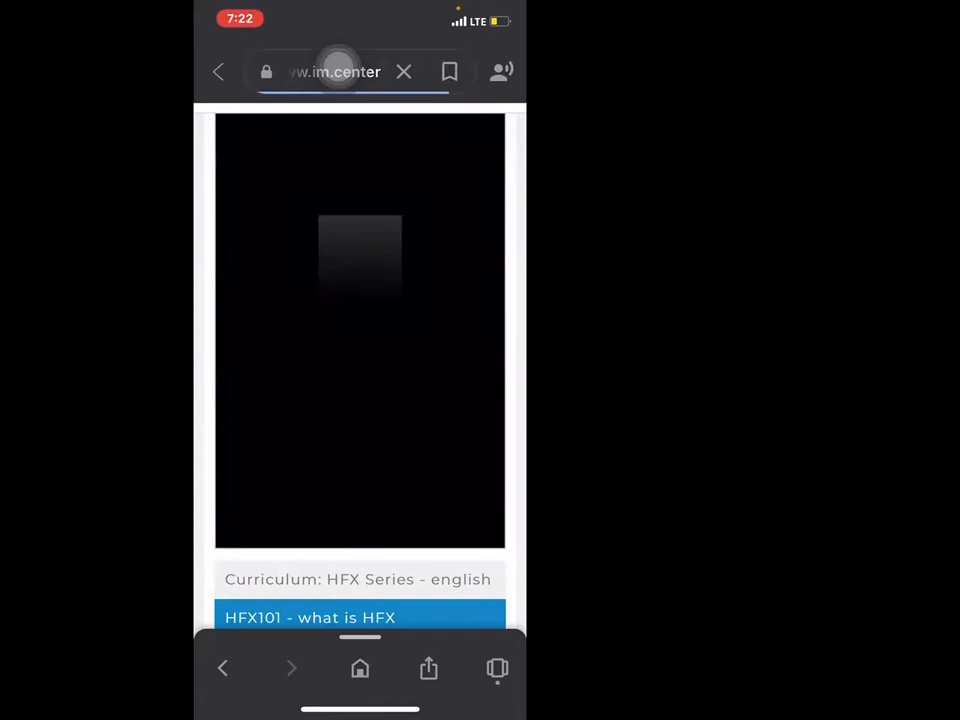 7:22
LTE
w.im.center
Curriculum: HFX Series - english
HFX101 - what is HFX